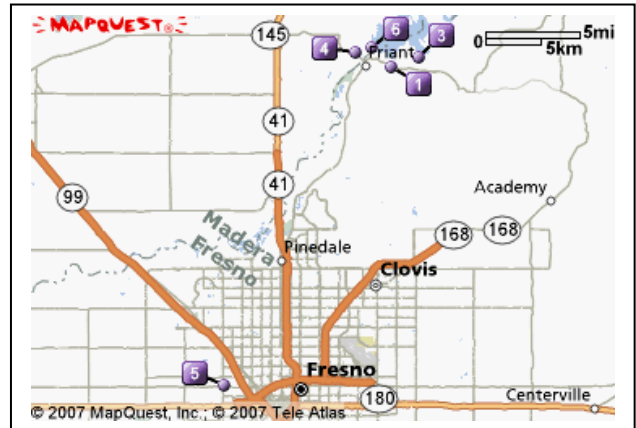 MAPQUEST®
145
4
6
3
Friant
1
0 5mi
5km
41
41
99
Academy
168
168
Madera
Fresno
Pinedale
Clovis
5
Fresno
180
Centerville
© 2007 MapQuest, Inc.; © 2007 Tele Atlas